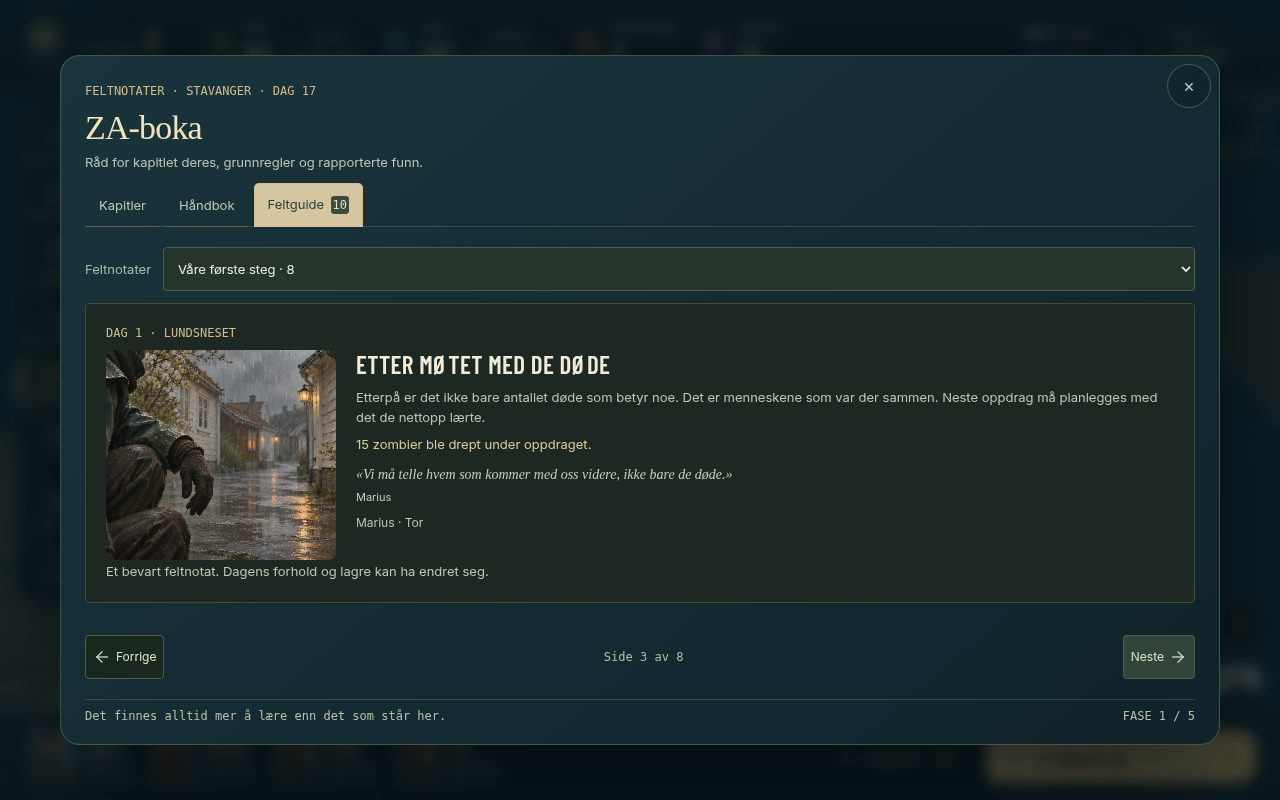 FELTNOTATER · STAVANGER · DAG 17
ZA-boka
Råd for kapitlet deres, grunnregler og rapporterte funn.
Kapitler
Håndbok
Feltguide 10
Feltnotater
Våre første steg · 8
DAG 1 · LUNDSNESET
ETTER MØTET MED DE DØDE
Etterpå er det ikke bare antallet døde som betyr noe. Det er menneskene som var der sammen. Neste oppdrag må planlegges med
det de nettopp lærte.
15 zombier ble drept under oppdraget.
«Vi må telle hvem som kommer med oss videre, ikke bare de døde.»
Marius
Marius · Tor
Et bevart feltnotat. Dagens forhold og lagre kan ha endret seg.
← Forrige
Side 3 av 8
Neste →
Det finnes alltid mer å lære enn det som står her.
FASE 1 / 5